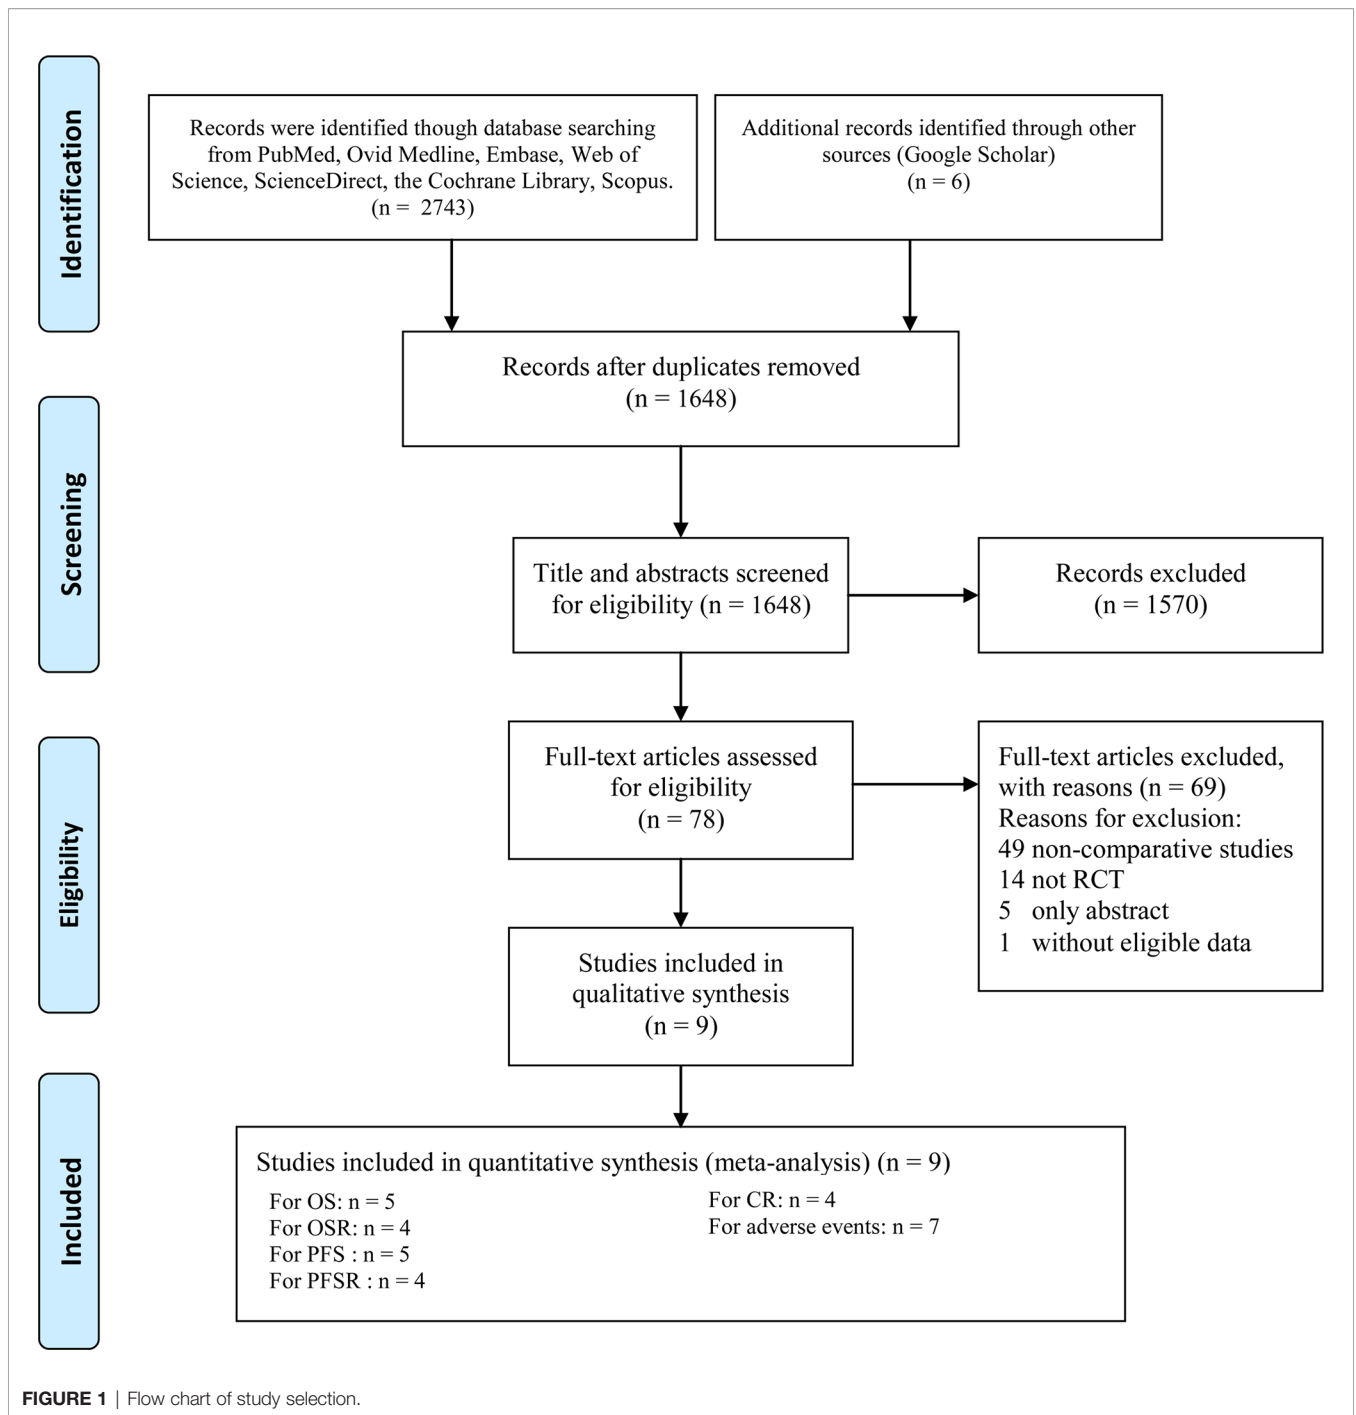 Identification
Records were identified though database searching
from PubMed, Ovid Medline, Embase, Web of
Science, ScienceDirect, the Cochrane Library, Scopus.
(n = 2743)
Additional records identified through other
sources (Google Scholar)
(n = 6)
Records after duplicates removed
(n = 1648)
Screening
Title and abstracts screened
for eligibility (n = 1648)
Records excluded
(n = 1570)
Eligibility
Full-text articles assessed
for eligibility
(n = 78)
Full-text articles excluded,
with reasons (n = 69)
Reasons for exclusion:
49 non-comparative studies
14 not RCT
5 only abstract
1 without eligible data
Studies included in
qualitative synthesis
(n = 9)
Included
Studies included in quantitative synthesis (meta-analysis) (n = 9)
For OS: n = 5
For OSR: n = 4
For PFS : n = 5
For PFSR : n = 4
For CR: n = 4
For adverse events: n = 7
FIGURE 1 | Flow chart of study selection.